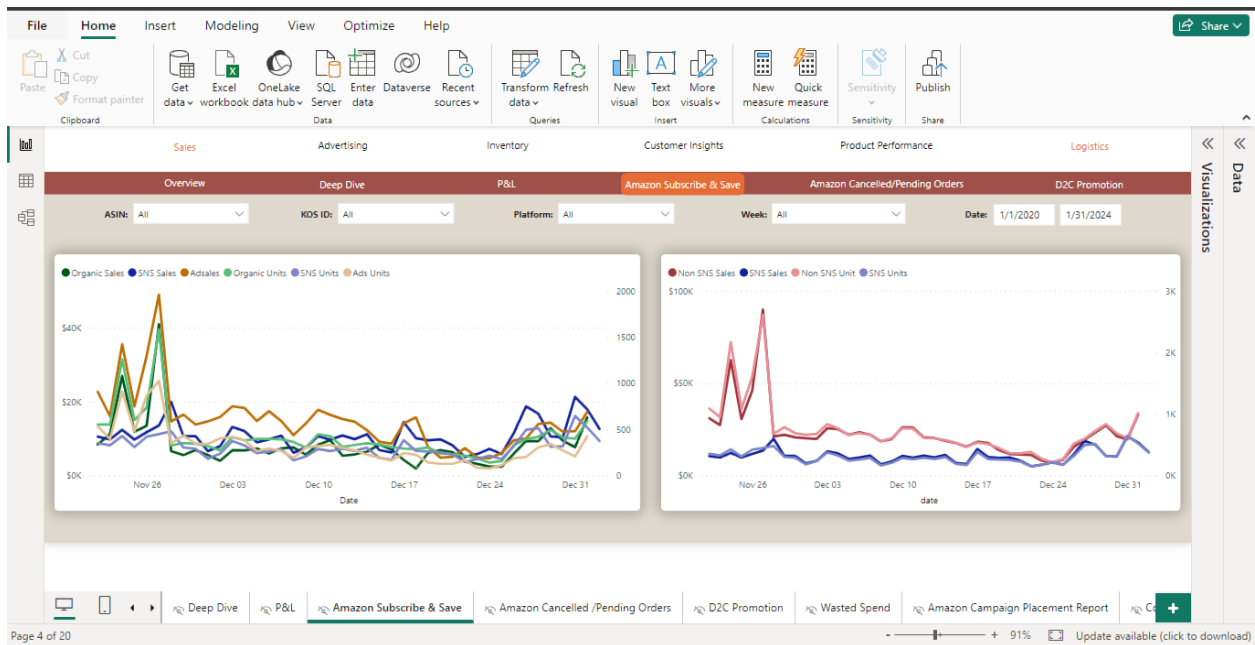 File Home Insert Modeling View Optimize Help Share
Paste
Cut
Copy
Format painter
Get data
Excel workbook
OneLake data hub
SQL Server
Enter data
Dataverse
Recent sources
Transform data
Refresh
New visual
Text box
More visuals
New measure
Quick measure
Sensitivity
Publish
Clipboard Data Queries Insert Calculations Sensitivity Share
Sales Advertising Inventory Customer Insights Product Performance Logistics
Overview Deep Dive P&L Amazon Subscribe & Save Amazon Cancelled/Pending Orders D2C Promotion
ASIN: All KOS ID: All Platform: All Week: All Date: 1/1/2020 1/31/2024
Visualizations
Data
Organic Sales SNS Sales Adsales Organic Units SNS Units Ads Units
2000
$40K
1500
1000
$20K
500
$0K 0
Nov 26 Dec 03 Dec 10 Dec 17 Dec 24 Dec 31
Date
Non SNS Sales SNS Sales Non SNS Unit SNS Units
$100K 3K
2K
$50K
1K
$0K 0K
Nov 26 Dec 03 Dec 10 Dec 17 Dec 24 Dec 31
date
Deep Dive P&L Amazon Subscribe & Save Amazon Cancelled /Pending Orders D2C Promotion Wasted Spend Amazon Campaign Placement Report
Page 4 of 20 - + 91% Update available (click to download)